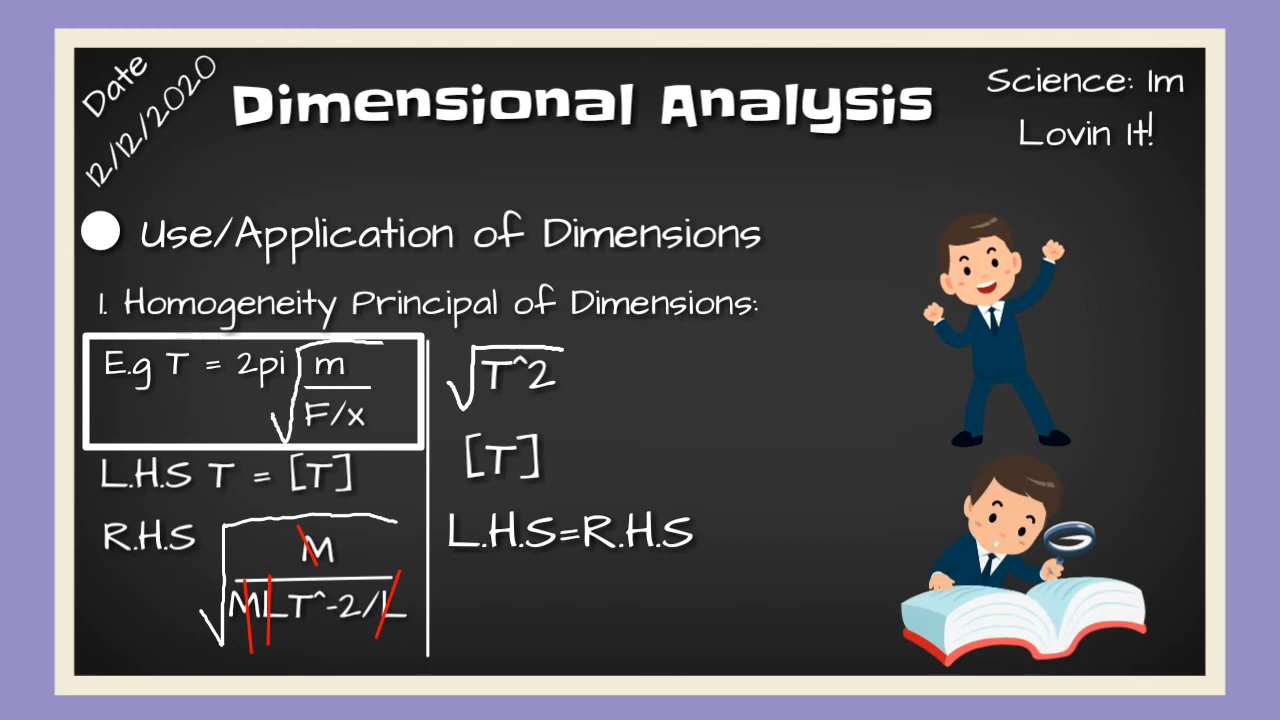 Date
12/12/2020
Dimensional Analysis
Science: Im
Lovin It!
Use/Application of Dimensions
1. Homogeneity Principal of Dimensions:
E.g T = 2pi √ m
F/x
L.H.S T = [T]
R.H.S √ M
MLT^-2/L
√T^2
[T]
L.H.S=R.H.S